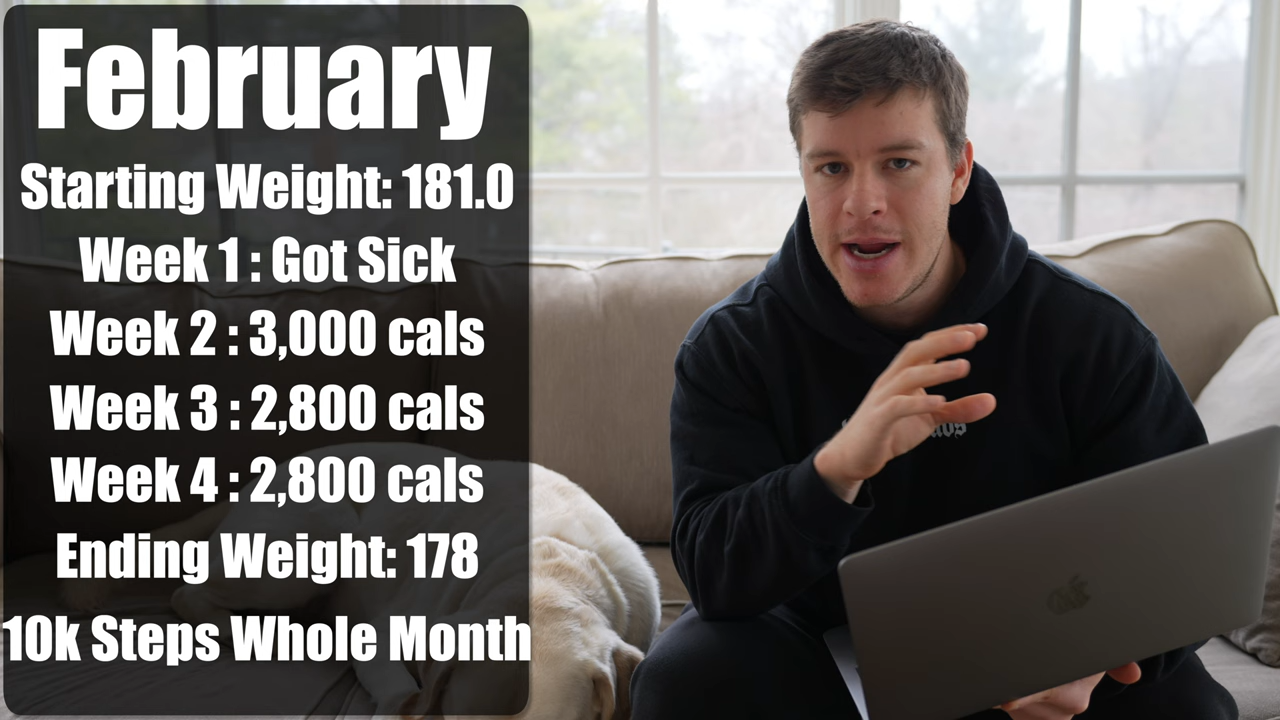 February
Starting Weight: 181.0
Week 1 : Got Sick
Week 2 : 3,000 cals
Week 3 : 2,800 cals
Week 4 : 2,800 cals
Ending Weight: 178
10k Steps Whole Month